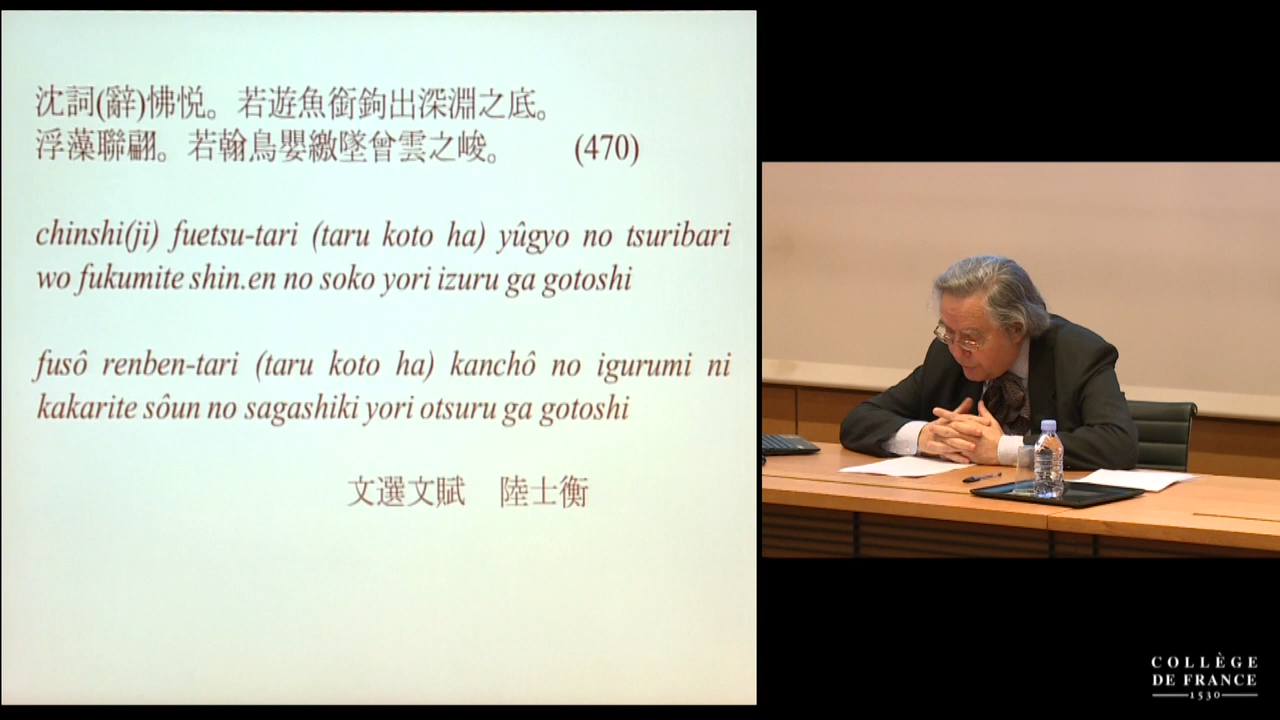 沈詞(辭)怫悦。若遊魚銜鉤出深淵之底。
浮藻聯翩。若翰鳥嬰繳墜曾雲之峻。 (470)
chinshi(ji) fuetsu-tari (taru koto ha) yûgyo no tsuribari
wo fukumite shin.en no soko yori izuru ga gotoshi
fusô renben-tari (taru koto ha) kanchô no igurumi ni
kakarite sôun no sagashiki yori otsuru ga gotoshi
文選文賦 陸士衡
COLLÈGE
DE FRANCE
1530